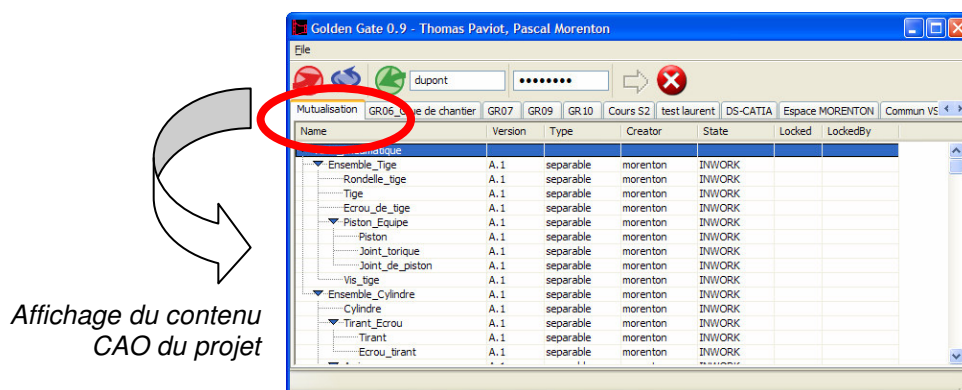 Golden Gate 0.9 - Thomas Paviot, Pascal Morenton
File
dupont ••••••••
Mutualisation GR06_ de chantier GR07 GR09 GR10 Cours S2 test laurent DS-CATIA Espace MORENTON Commun VS
Name Version Type Creator State Locked LockedBy
Ensemble_Tige A.1 separable morenton INWORK
Rondelle_tige A.1 separable morenton INWORK
Tige A.1 separable morenton INWORK
Ecrou_de_tige A.1 separable morenton INWORK
Piston_Equipe A.1 separable morenton INWORK
Piston A.1 separable morenton INWORK
Joint_torique A.1 separable morenton INWORK
Joint_de_piston A.1 separable morenton INWORK
Vis_tige A.1 separable morenton INWORK
Ensemble_Cylindre A.1 separable morenton INWORK
Cylindre A.1 separable morenton INWORK
Tirant_Ecrou A.1 separable morenton INWORK
Tirant A.1 separable morenton INWORK
Ecrou_tirant A.1 separable morenton INWORK
Affichage du contenu
CAO du projet